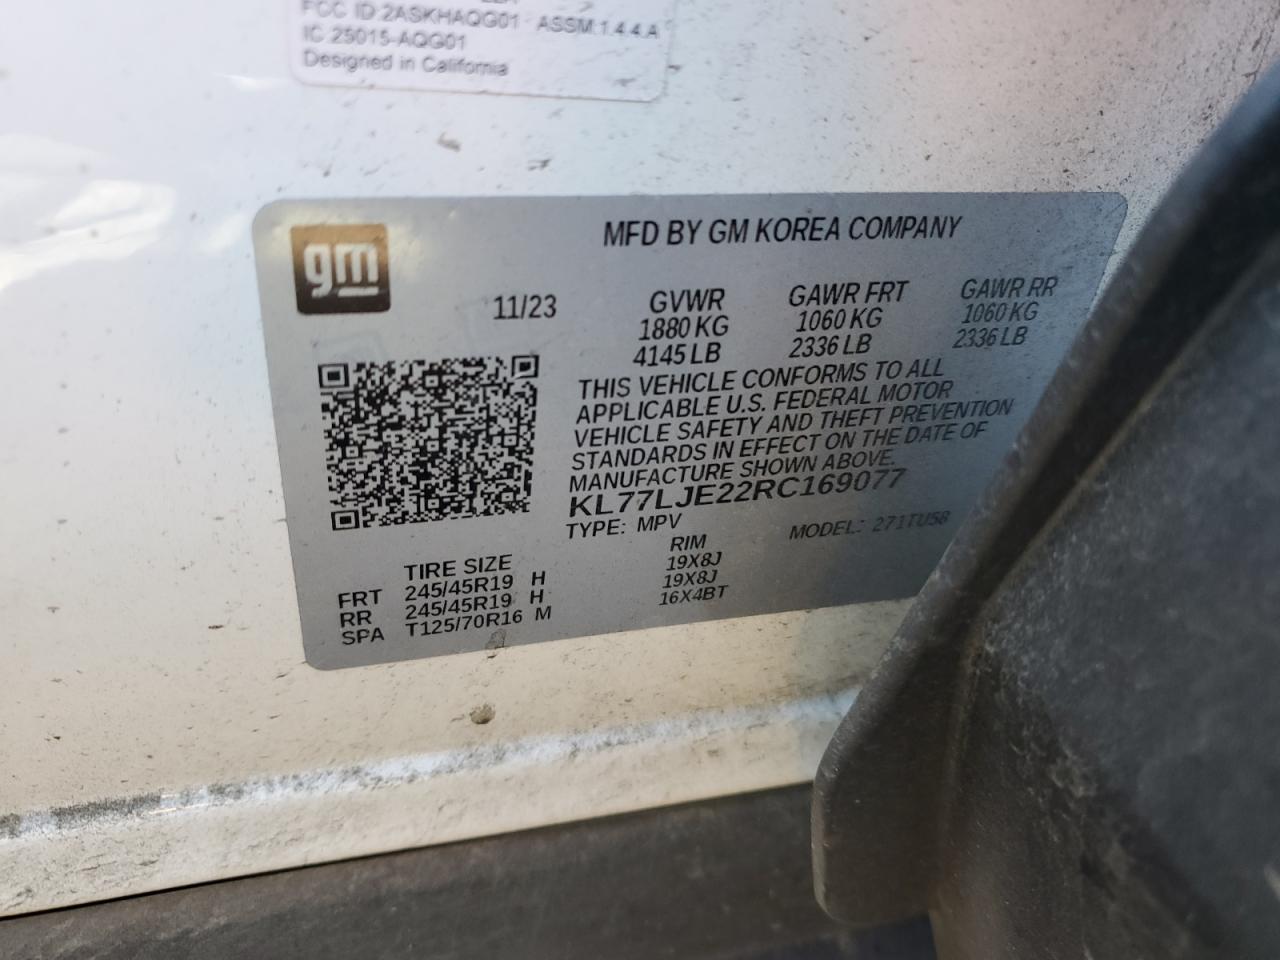 FCC ID:2ASKHAQG01 ASSM:1.4.4.A
IC:25015-AQG01
Designed in California
gm
MFD BY GM KOREA COMPANY
11/23
GVWR GAWR FRT GAWR RR
1880 KG 1060 KG 1060 KG
4145 LB 2336 LB 2336 LB
THIS VEHICLE CONFORMS TO ALL
APPLICABLE U.S. FEDERAL MOTOR
VEHICLE SAFETY AND THEFT PREVENTION
STANDARDS IN EFFECT ON THE DATE OF
MANUFACTURE SHOWN ABOVE.
KL77LJE22RC169077
TYPE: MPV MODEL: 271TU58
TIRE SIZE RIM
FRT 245/45R19 H 19X8J
RR 245/45R19 H 19X8J
SPA T125/70R16 M 16X4BT